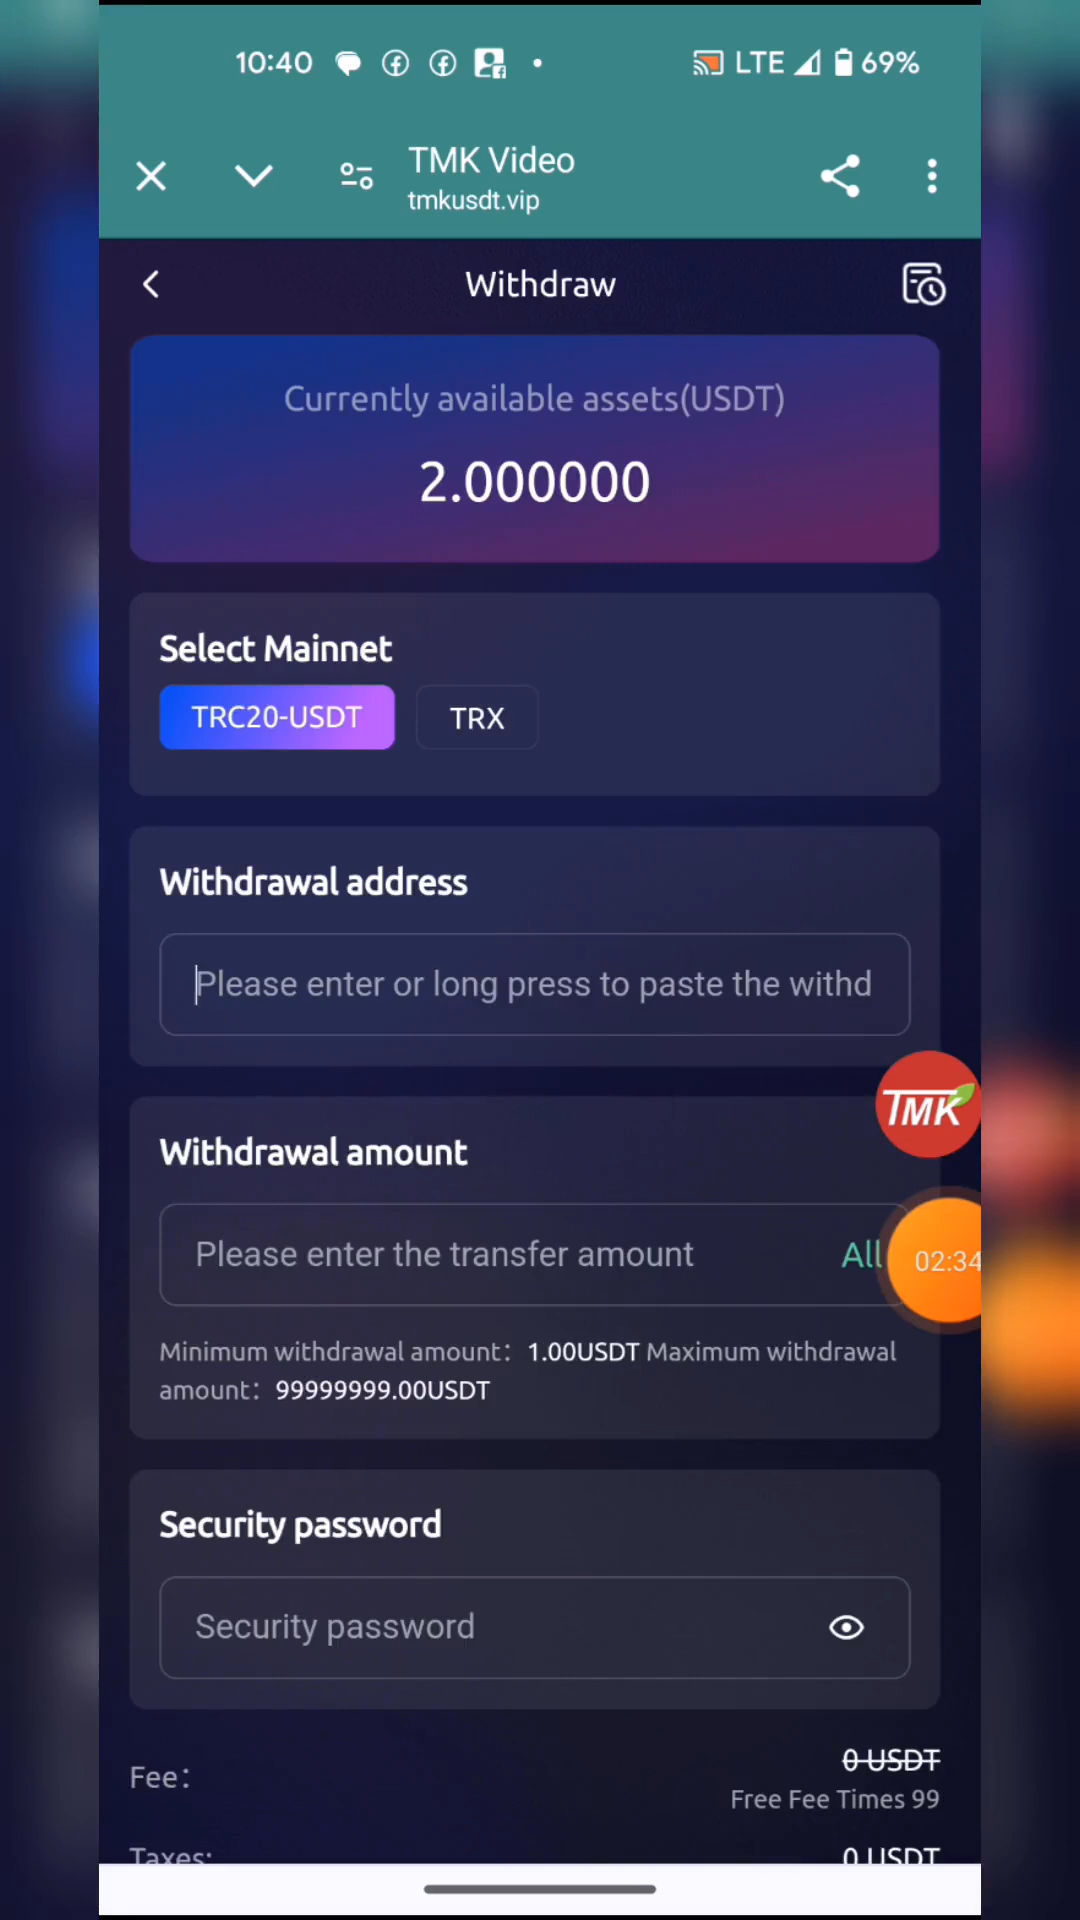 10:40
LTE 69%
TMK Video
tmkusdt.vip
Withdraw
Currently available assets(USDT)
2.000000
Select Mainnet
TRC20-USDT TRX
Withdrawal address
Please enter or long press to paste the withd
TMK
Withdrawal amount
Please enter the transfer amount All
02:34
Minimum withdrawal amount: 1.00USDT Maximum withdrawal
amount: 99999999.00USDT
Security password
Security password
0 USDT
Fee:
Free Fee Times 99
Taxes: 0 USDT